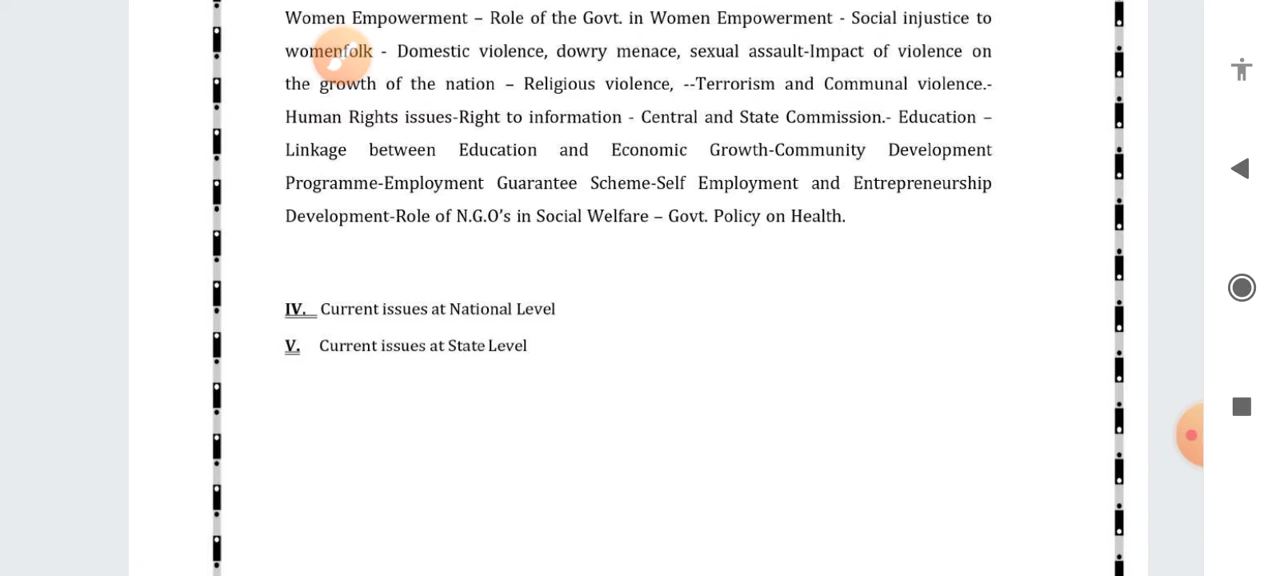 Women Empowerment – Role of the Govt. in Women Empowerment - Social injustice to
womenfolk - Domestic violence, dowry menace, sexual assault-Impact of violence on
the growth of the nation – Religious violence, --Terrorism and Communal violence.-
Human Rights issues-Right to information - Central and State Commission.- Education –
Linkage between Education and Economic Growth-Community Development
Programme-Employment Guarantee Scheme-Self Employment and Entrepreneurship
Development-Role of N.G.O's in Social Welfare – Govt. Policy on Health.
IV. Current issues at National Level
V. Current issues at State Level